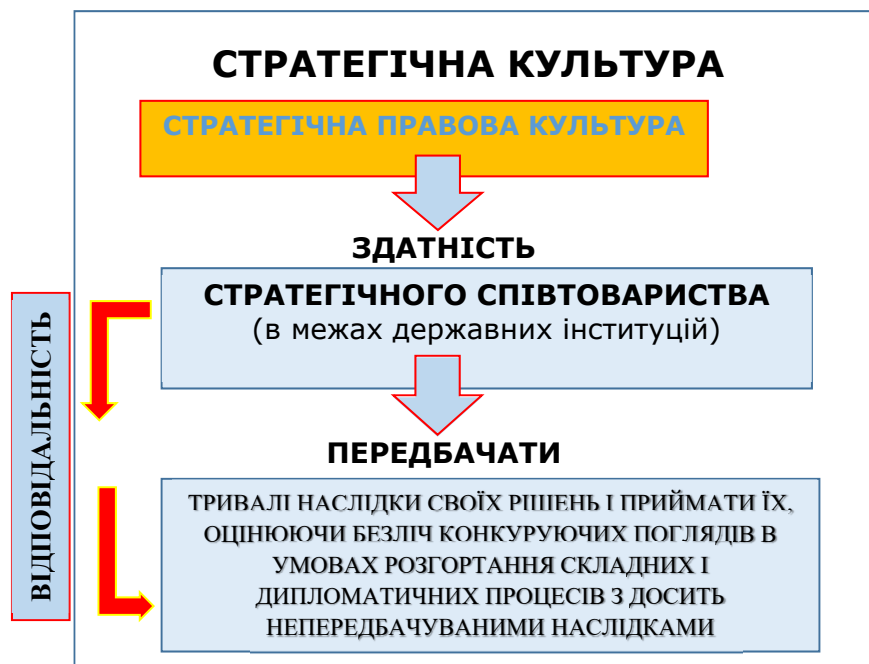 СТРАТЕГІЧНА КУЛЬТУРА
СТРАТЕГІЧНА ПРАВОВА КУЛЬТУРА
ЗДАТНІСТЬ
СТРАТЕГІЧНОГО СПІВТОВАРИСТВА
(в межах державних інституцій)
ВІДПОВІДАЛЬНІСТЬ
ПЕРЕДБАЧАТИ
ТРИВАЛІ НАСЛІДКИ СВОЇХ РІШЕНЬ І ПРИЙМАТИ ЇХ,
ОЦІНЮЮЧИ БЕЗЛІЧ КОНКУРУЮЧИХ ПОГЛЯДІВ В
УМОВАХ РОЗГОРТАННЯ СКЛАДНИХ І
ДИПЛОМАТИЧНИХ ПРОЦЕСІВ З ДОСИТЬ
НЕПЕРЕДБАЧУВАНИМИ НАСЛІДКАМИ